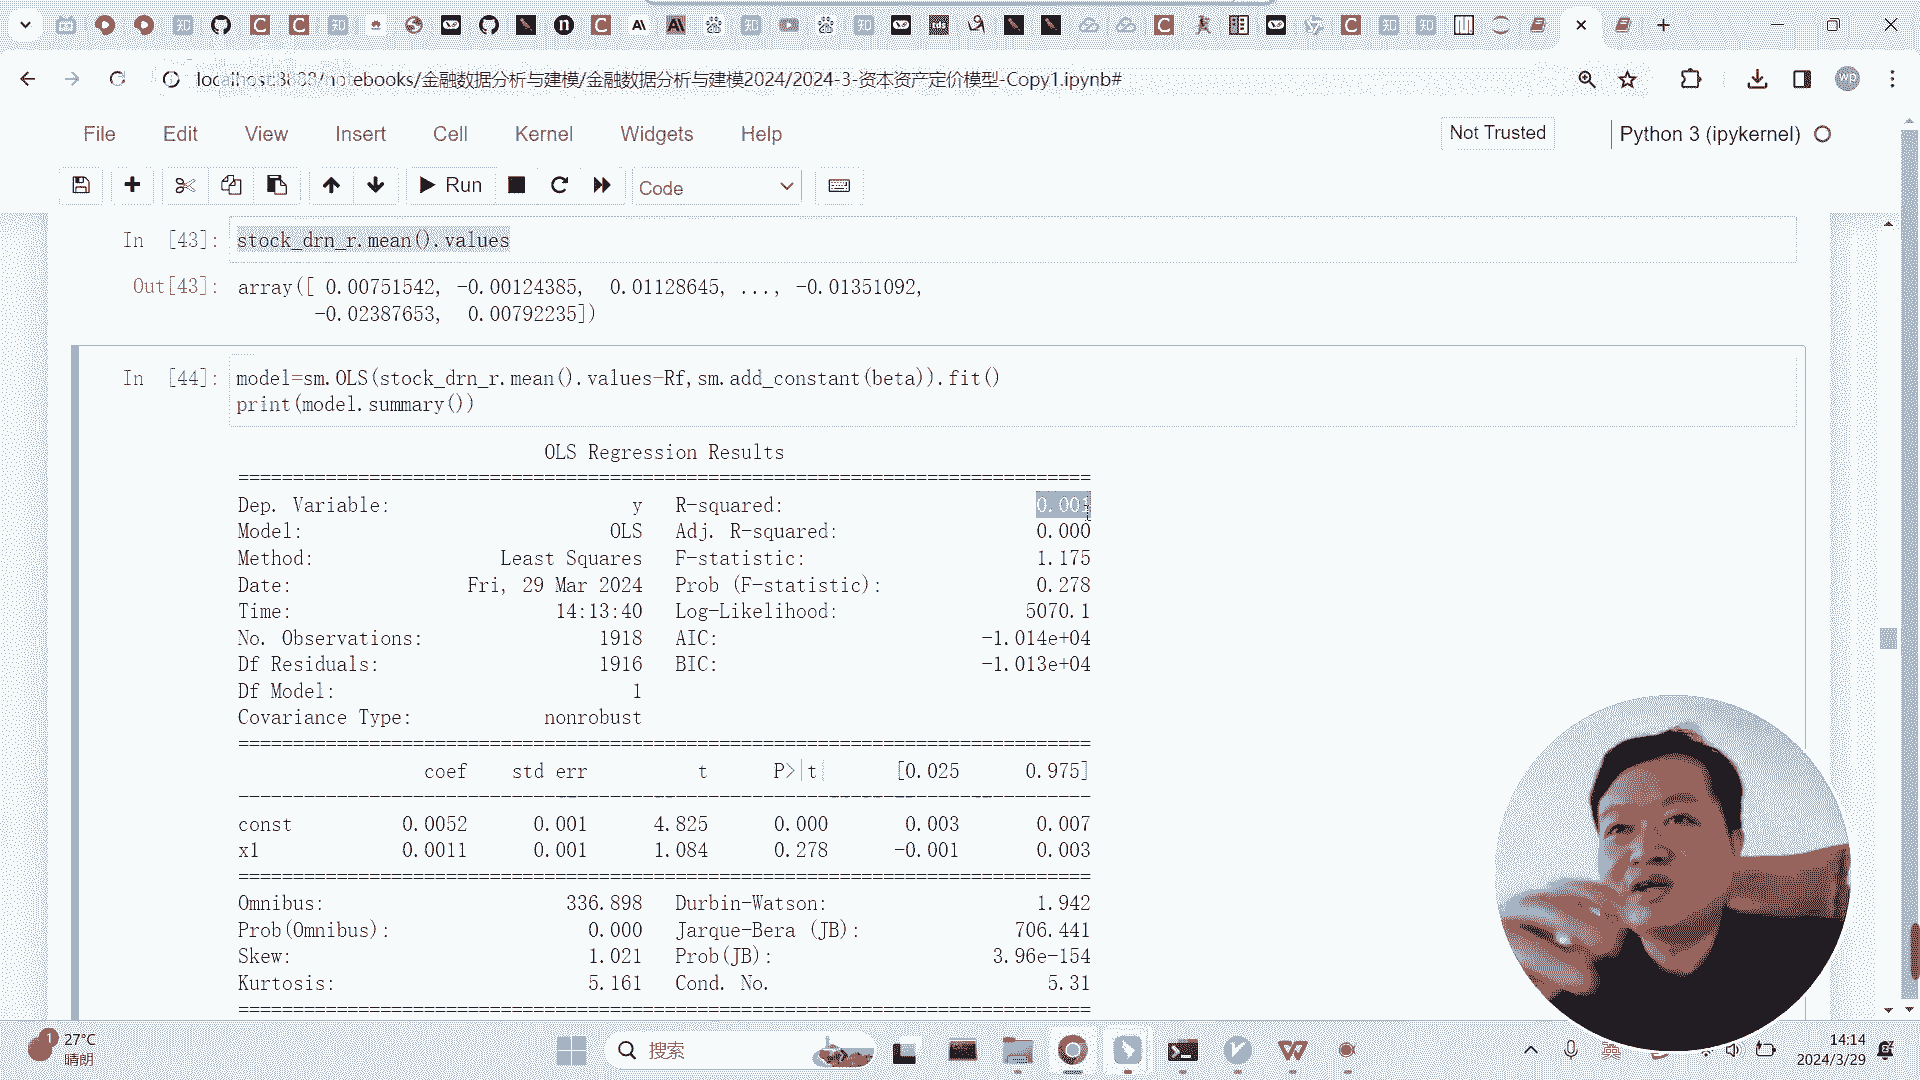 localhost:8888/notebooks/金融数据分析与建模/金融数据分析与建模2024/2024-3-资本资产定价模型-Copy1.ipynb#
wp
File Edit View Insert Cell Kernel Widgets Help
Not Trusted
Python 3 (ipykernel)
Run
Code
In [43]: stock_drn_r.mean().values
Out[43]: array([ 0.00751542, -0.00124385, 0.01128645, ..., -0.01351092,
-0.02387653, 0.00792235])
In [44]: model=sm.OLS(stock_drn_r.mean().values-Rf,sm.add_constant(beta)).fit()
print(model.summary())
OLS Regression Results
==============================================================================
Dep. Variable: y R-squared: 0.001
Model: OLS Adj. R-squared: 0.000
Method: Least Squares F-statistic: 1.175
Date: Fri, 29 Mar 2024 Prob (F-statistic): 0.278
Time: 14:13:40 Log-Likelihood: 5070.1
No. Observations: 1918 AIC: -1.014e+04
Df Residuals: 1916 BIC: -1.013e+04
Df Model: 1
Covariance Type: nonrobust
==============================================================================
coef std err t P>|t| [0.025 0.975]
------------------------------------------------------------------------------
const 0.0052 0.001 4.825 0.000 0.003 0.007
x1 0.0011 0.001 1.084 0.278 -0.001 0.003
==============================================================================
Omnibus: 336.898 Durbin-Watson: 1.942
Prob(Omnibus): 0.000 Jarque-Bera (JB): 706.441
Skew: 1.021 Prob(JB): 3.96e-154
Kurtosis: 5.161 Cond. No. 5.31
==============================================================================
1
27°C
晴朗
搜索
英
14:14
2024/3/29